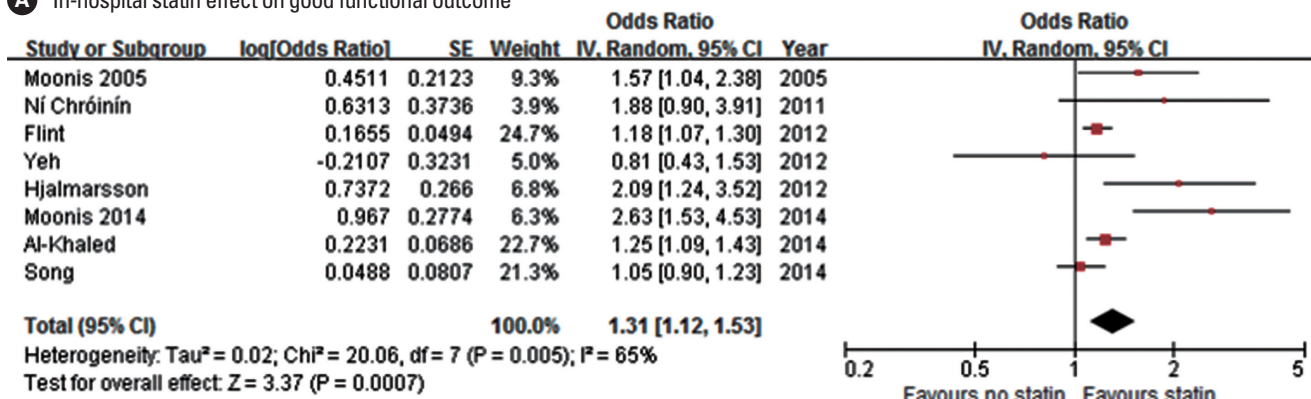 A In-hospital statin effect on good functional outcome
Odds Ratio Odds Ratio
Study or Subgroup log[Odds Ratio] SE Weight IV, Random, 95% CI Year IV, Random, 95% CI
Moonis 2005 0.4511 0.2123 9.3% 1.57 [1.04, 2.38] 2005
Ní Chróinín 0.6313 0.3736 3.9% 1.88 [0.90, 3.91] 2011
Flint 0.1655 0.0494 24.7% 1.18 [1.07, 1.30] 2012
Yeh -0.2107 0.3231 5.0% 0.81 [0.43, 1.53] 2012
Hjalmarsson 0.7372 0.266 6.8% 2.09 [1.24, 3.52] 2012
Moonis 2014 0.967 0.2774 6.3% 2.63 [1.53, 4.53] 2014
Al-Khaled 0.2231 0.0686 22.7% 1.25 [1.09, 1.43] 2014
Song 0.0488 0.0807 21.3% 1.05 [0.90, 1.23] 2014
Total (95% CI) 100.0% 1.31 [1.12, 1.53]
Heterogeneity: Tau² = 0.02; Chi² = 20.06, df = 7 (P = 0.005); I² = 65%
Test for overall effect: Z = 3.37 (P = 0.0007)
0.2 0.5 1 2 5
Favours no statin Favours statin